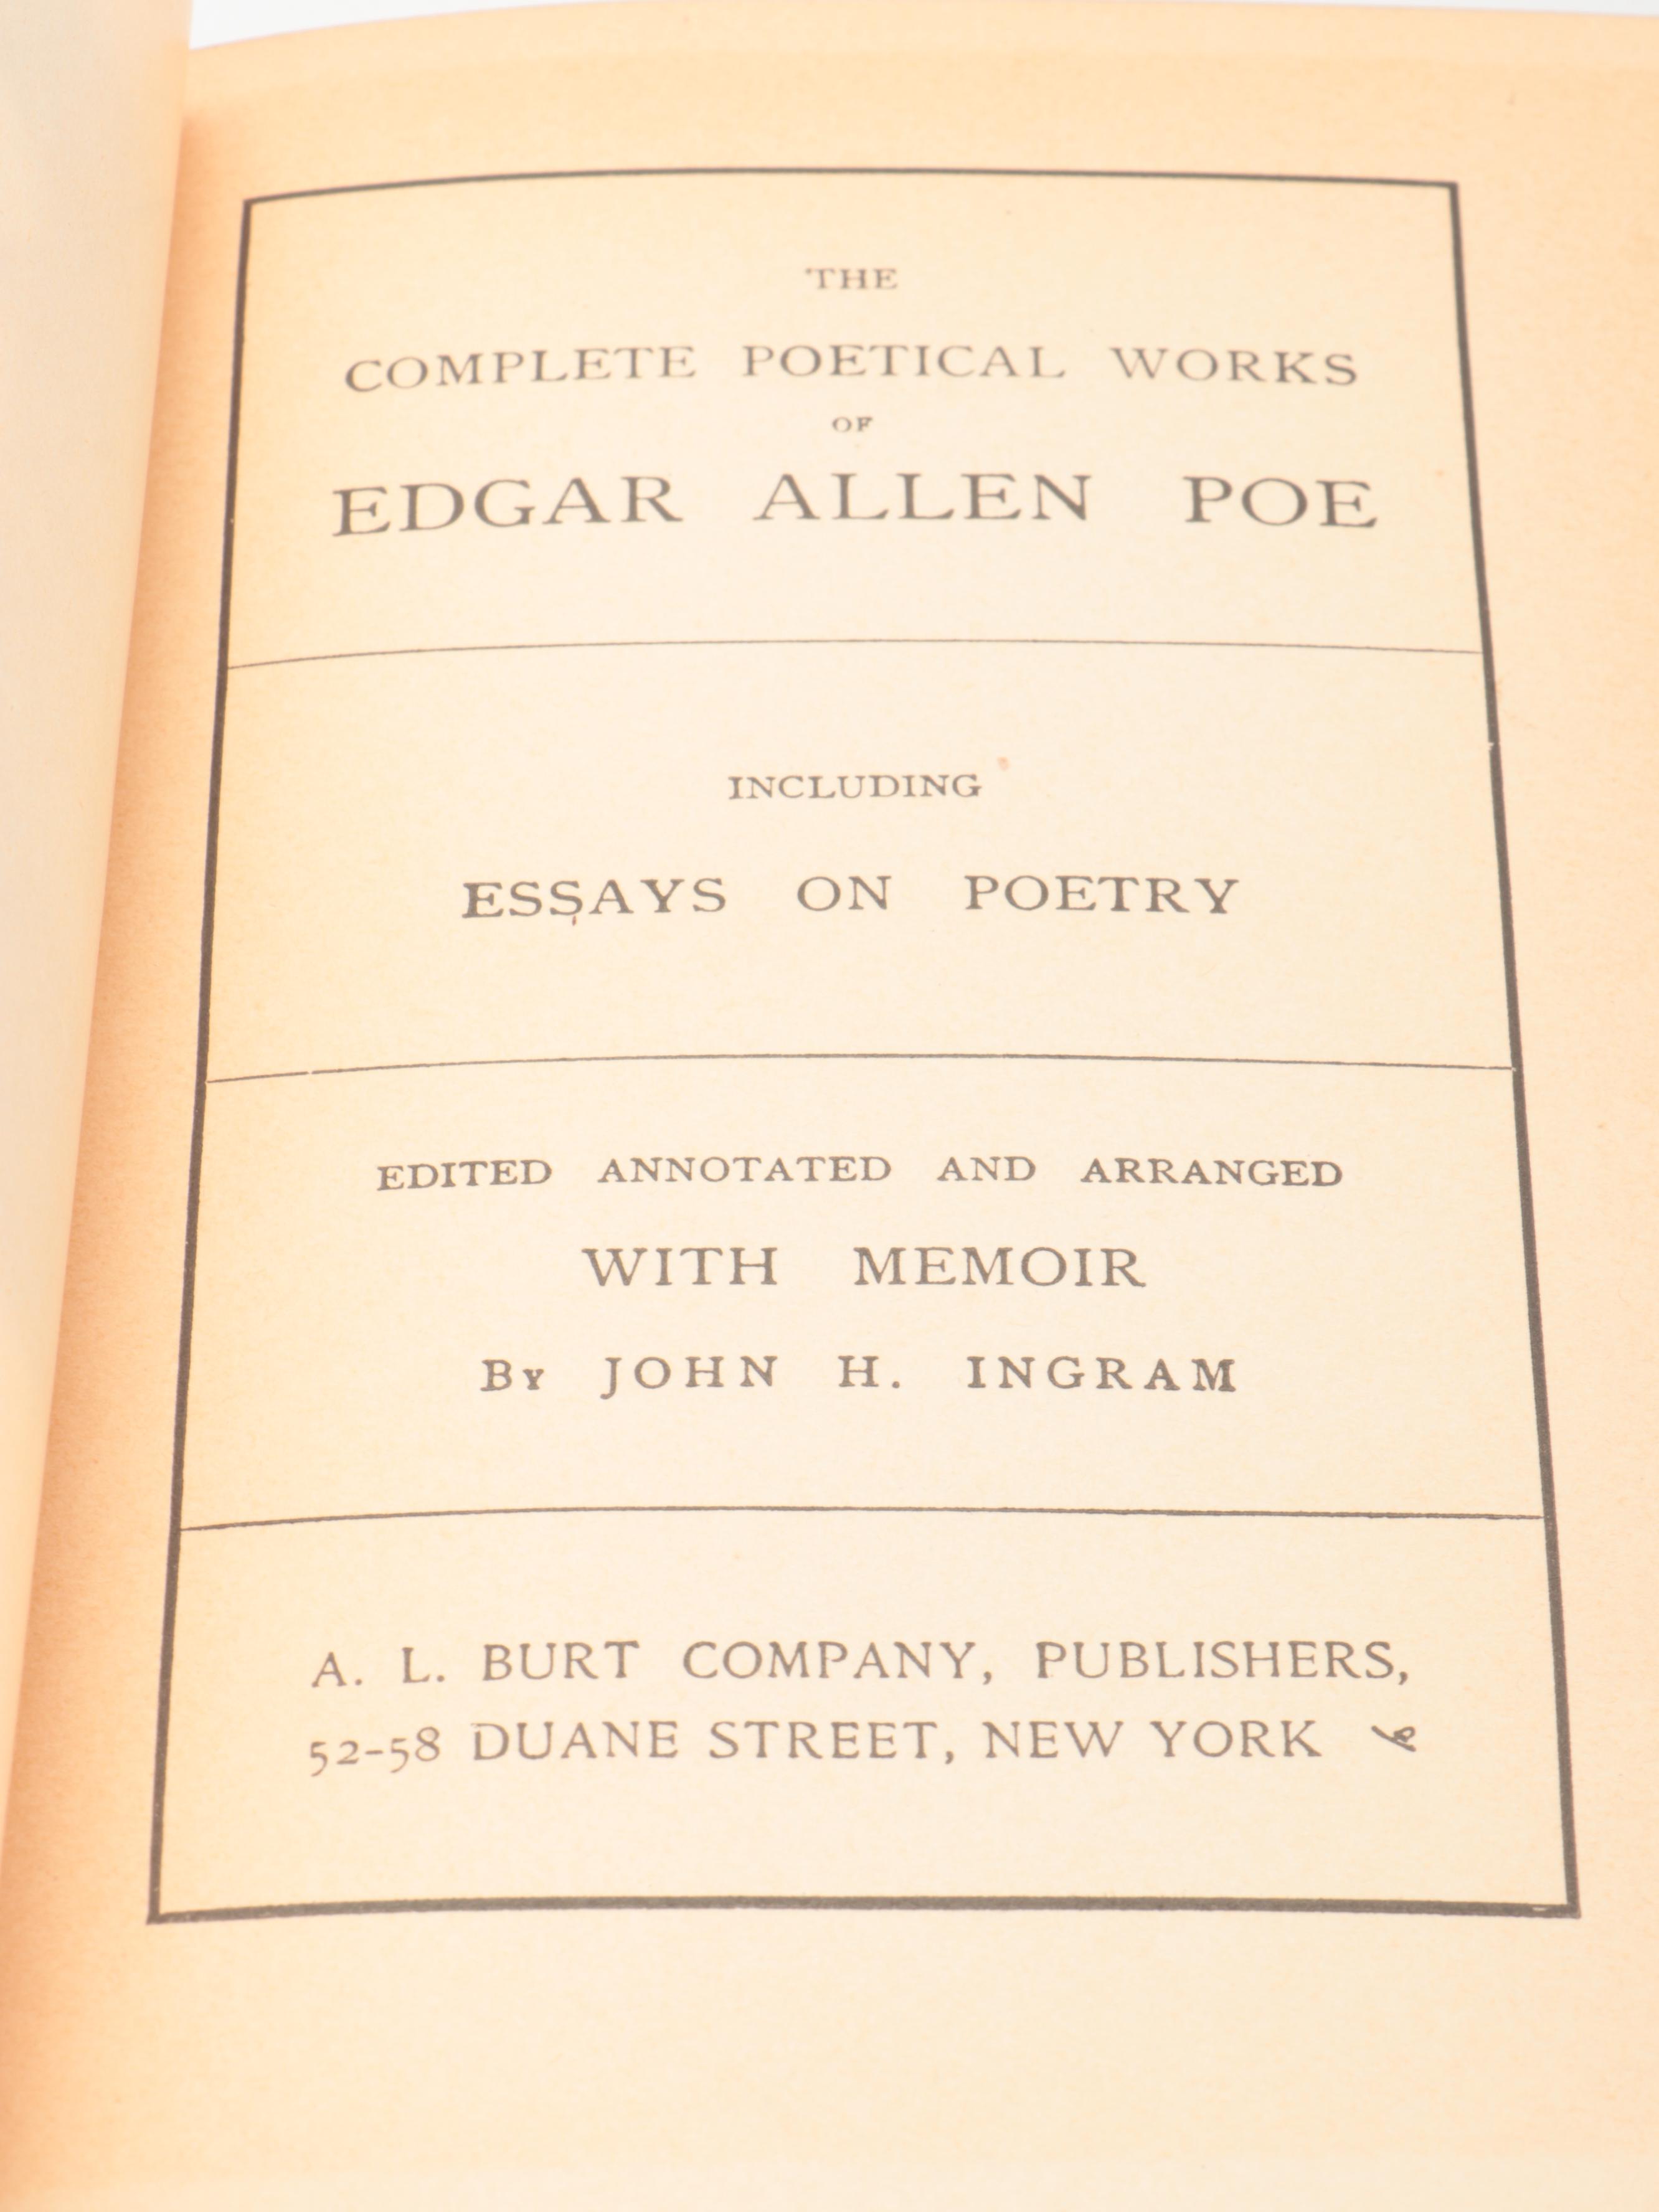 THE
COMPLETE POETICAL WORKS
OF
EDGAR ALLEN POE
INCLUDING
ESSAYS ON POETRY
EDITED ANNOTATED AND ARRANGED
WITH MEMOIR
By JOHN H. INGRAM
A. L. BURT COMPANY, PUBLISHERS,
52-58 DUANE STREET, NEW YORK